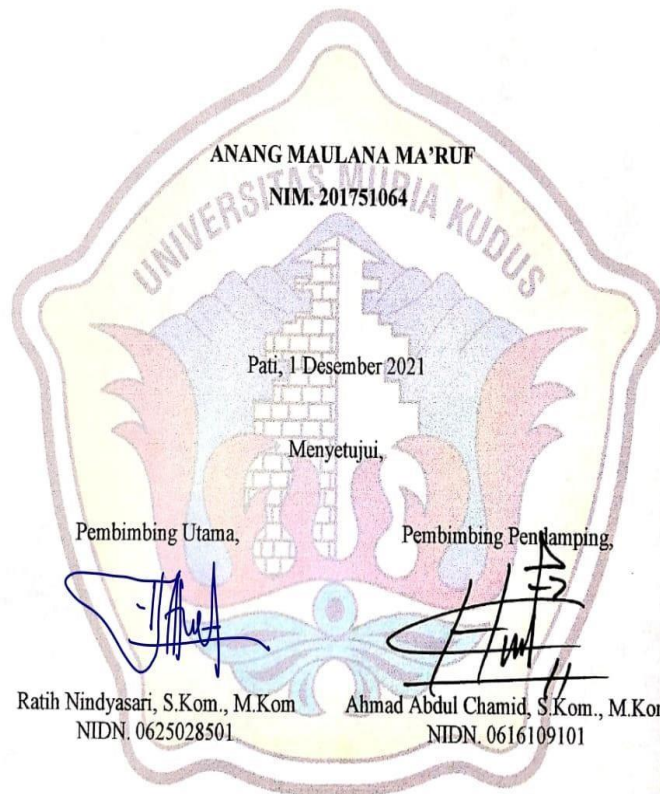 ANANG MAULANA MA'RUF
NIM. 201751064
UNIVERSITAS MURIA KUDUS
Pati, 1 Desember 2021
Menyetujui,
Pembimbing Utama,
Pembimbing Pendamping,
Ratih Nindyasari, S.Kom., M.Kom
NIDN. 0625028501
Ahmad Abdul Chamid, S.Kom., M.Kom
NIDN. 0616109101